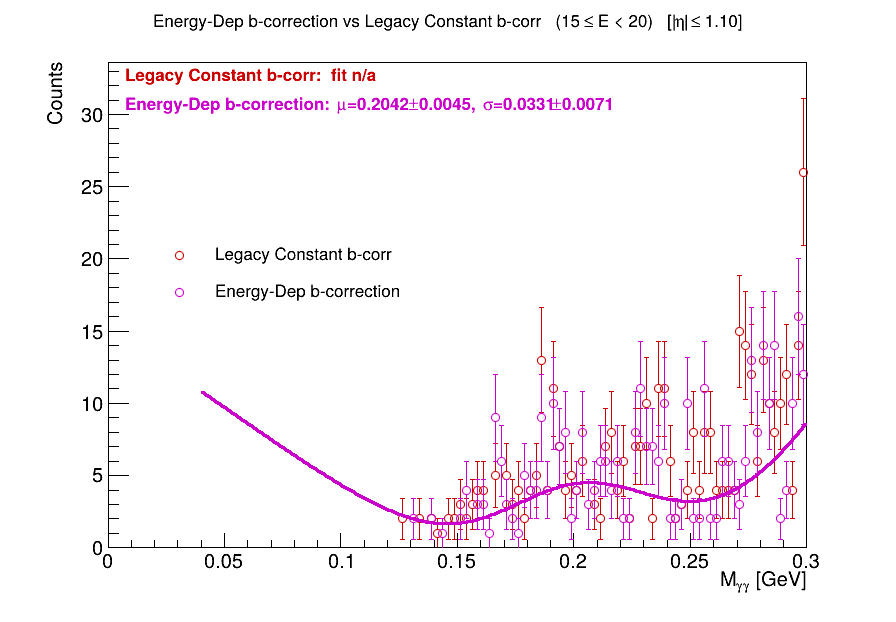 Energy-Dep b-correction vs Legacy Constant b-corr (15 ≤ E < 20) [|η| ≤ 1.10]
Legacy Constant b-corr: fit n/a
Energy-Dep b-correction: μ=0.2042±0.0045, σ=0.0331±0.0071
Counts
30
25
20
15
10
5
0
Legacy Constant b-corr
Energy-Dep b-correction
0 0.05 0.1 0.15 0.2 0.25 0.3
Mγγ [GeV]